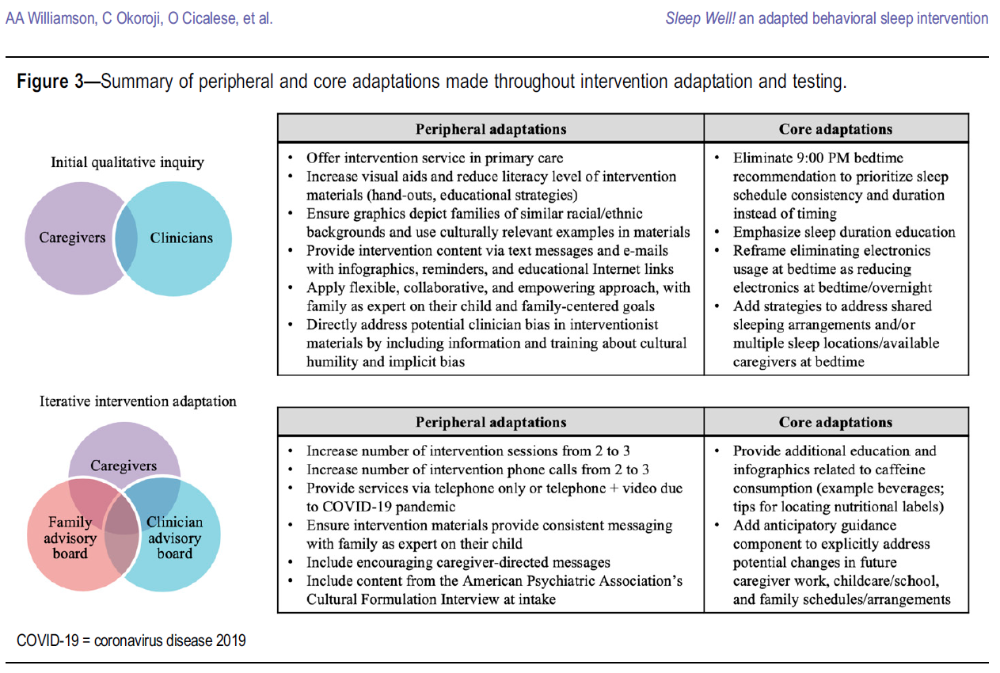 AA Williamson, C Okoroji, O Cicalese, et al.
Sleep Well! an adapted behavioral sleep intervention
Figure 3—Summary of peripheral and core adaptations made throughout intervention adaptation and testing.
Initial qualitative inquiry
Caregivers
Clinicians
Peripheral adaptations
• Offer intervention service in primary care
• Increase visual aids and reduce literacy level of intervention
materials (hand-outs, educational strategies)
• Ensure graphics depict families of similar racial/ethnic
backgrounds and use culturally relevant examples in materials
• Provide intervention content via text messages and e-mails
with infographics, reminders, and educational Internet links
• Apply flexible, collaborative, and empowering approach, with
family as expert on their child and family-centered goals
• Directly address potential clinician bias in interventionist
materials by including information and training about cultural
humility and implicit bias
Core adaptations
• Eliminate 9:00 PM bedtime
recommendation to prioritize sleep
schedule consistency and duration
instead of timing
• Emphasize sleep duration education
• Reframe eliminating electronics
usage at bedtime as reducing
electronics at bedtime/overnight
• Add strategies to address shared
sleeping arrangements and/or
multiple sleep locations/available
caregivers at bedtime
Iterative intervention adaptation
Caregivers
Family
advisory
board
Clinician
advisory
board
Peripheral adaptations
• Increase number of intervention sessions from 2 to 3
• Increase number of intervention phone calls from 2 to 3
• Provide services via telephone only or telephone + video due
to COVID-19 pandemic
• Ensure intervention materials provide consistent messaging
with family as expert on their child
• Include encouraging caregiver-directed messages
• Include content from the American Psychiatric Association's
Cultural Formulation Interview at intake
Core adaptations
• Provide additional education and
infographics related to caffeine
consumption (example beverages;
tips for locating nutritional labels)
• Add anticipatory guidance
component to explicitly address
potential changes in future
caregiver work, childcare/school,
and family schedules/arrangements
COVID-19 = coronavirus disease 2019